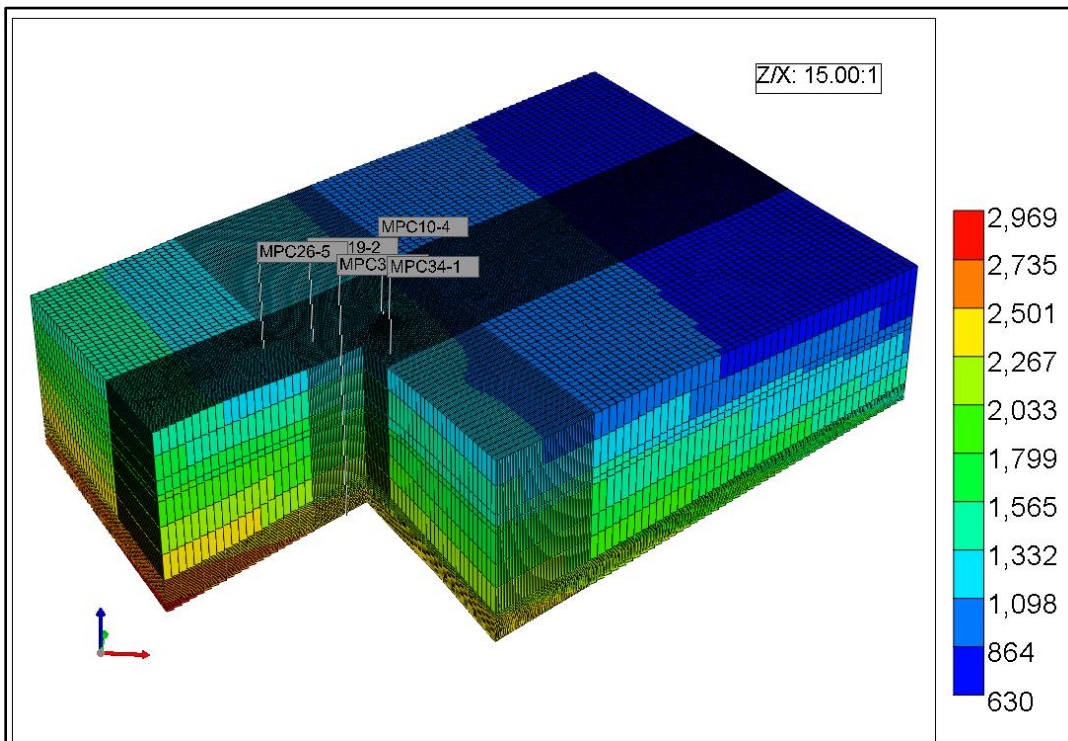 Z/X: 15.00:1
MPC10-4
MPC26-5
19-2
MPC3
MPC34-1
2,969
2,735
2,501
2,267
2,033
1,799
1,565
1,332
1,098
864
630